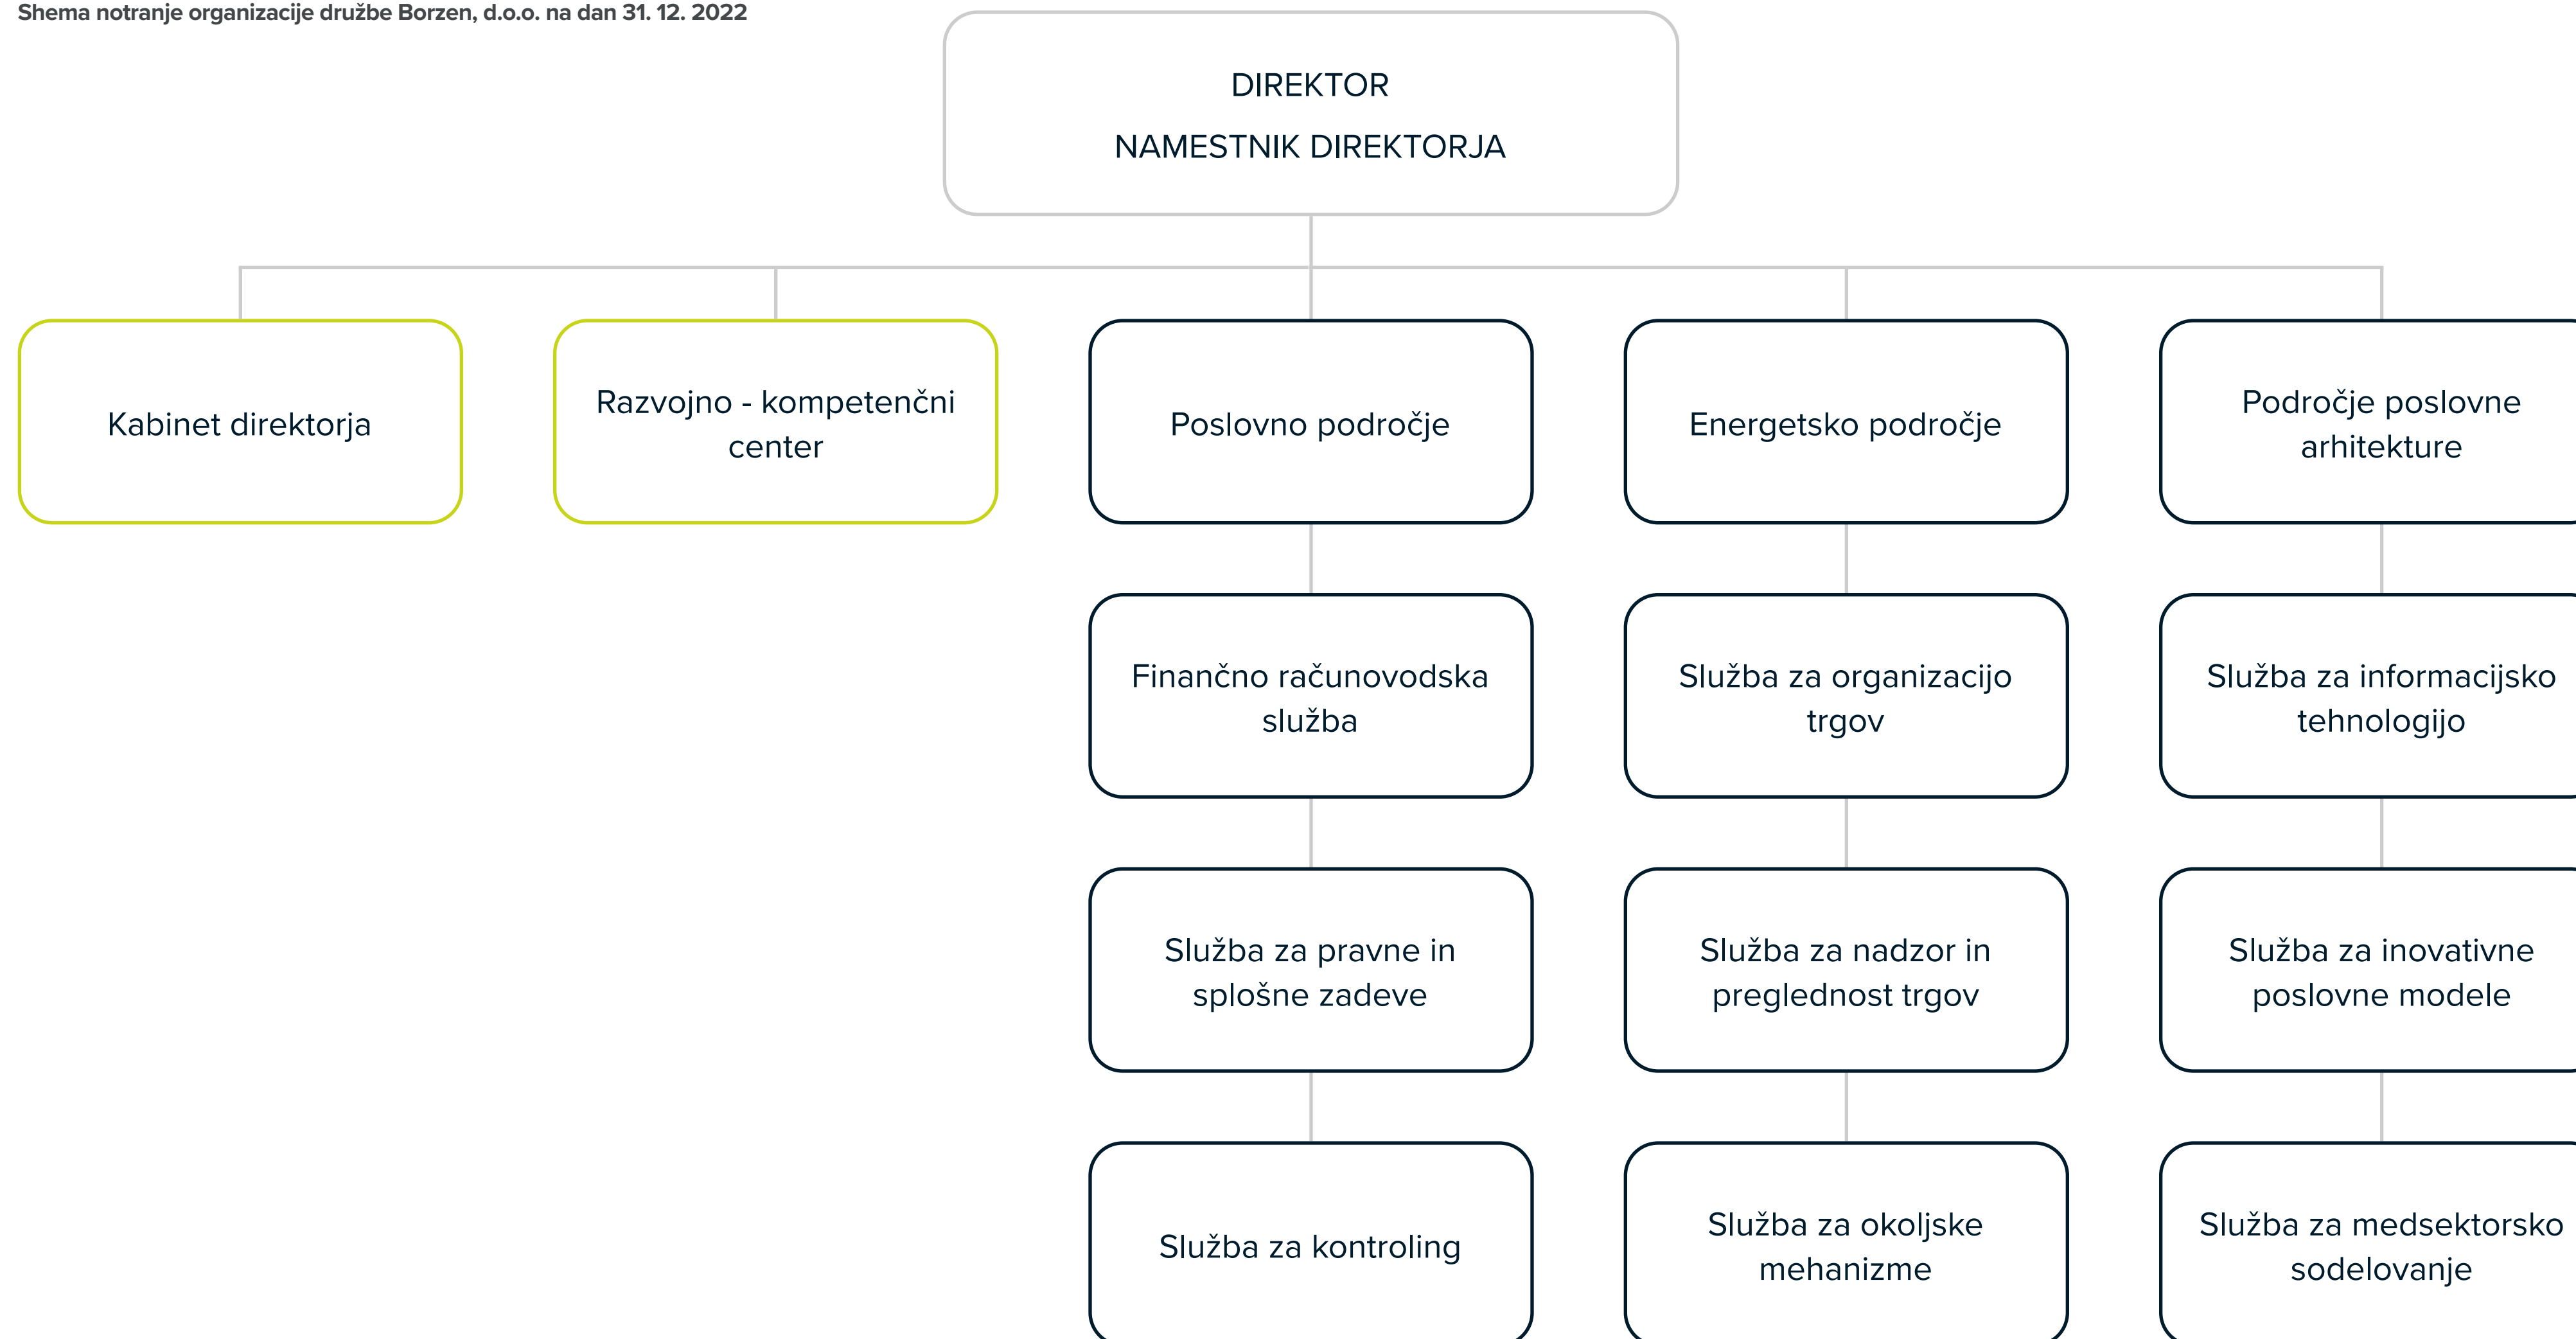 Shema notranje organizacije družbe Borzen, d.o.o. na dan 31. 12. 2022
DIREKTOR
NAMESTNIK DIREKTORJA
Kabinet direktorja
Razvojno - kompetenčni
center
Poslovno področje
Energetsko področje
Področje poslovne
arhitekture
Finančno računovodska
služba
Služba za organizacijo
trgov
Služba za informacijsko
tehnologijo
Služba za pravne in
splošne zadeve
Služba za nadzor in
preglednost trgov
Služba za inovativne
poslovne modele
Služba za kontroling
Služba za okoljske
mehanizme
Služba za medsektorsko
sodelovanje